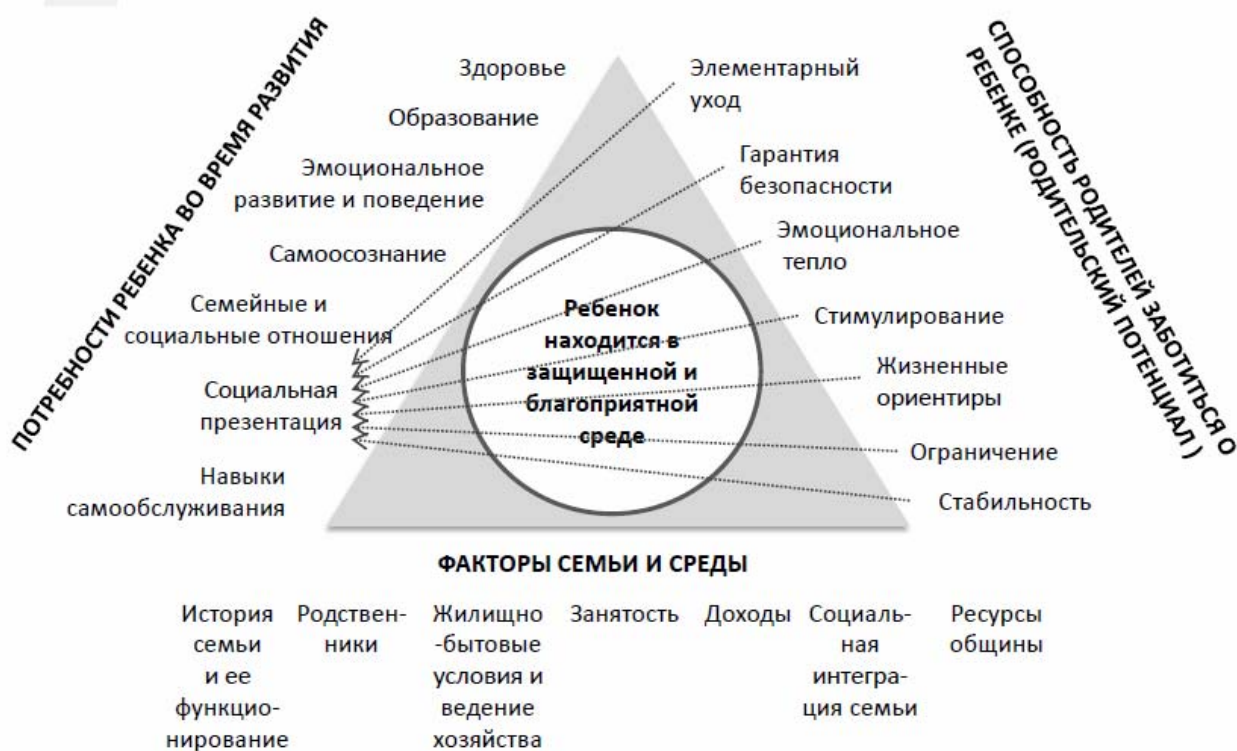 ПОТРЕБНОСТИ РЕБЕНКА ВО ВРЕМЯ РАЗВИТИЯ
Здоровье
Образование
Эмоциональное
развитие и поведение
Самоосознание
Семейные и
социальные отношения
Социальная
презентация
Навыки
самообслуживания
Ребенок
находится в
защищенной и
благоприятной
среде
Элементарный
уход
Гарантия
безопасности
Эмоциональное
тепло
Стимулирование
Жизненные
ориентиры
Ограничение
Стабильность
СПОСОБНОСТЬ РОДИТЕЛЕЙ ЗАБОТИТЬСЯ О
РЕБЕНКЕ (РОДИТЕЛЬСКИЙ ПОТЕНЦИАЛ )
ФАКТОРЫ СЕМЬИ И СРЕДЫ
История
семьи
и ее
функцио-
нирование
Родствен-
ники
Жилищно
-бытовые
условия и
ведение
хозяйства
Занятость
Доходы
Социаль-
ная
интегра-
ция семьи
Ресурсы
общины